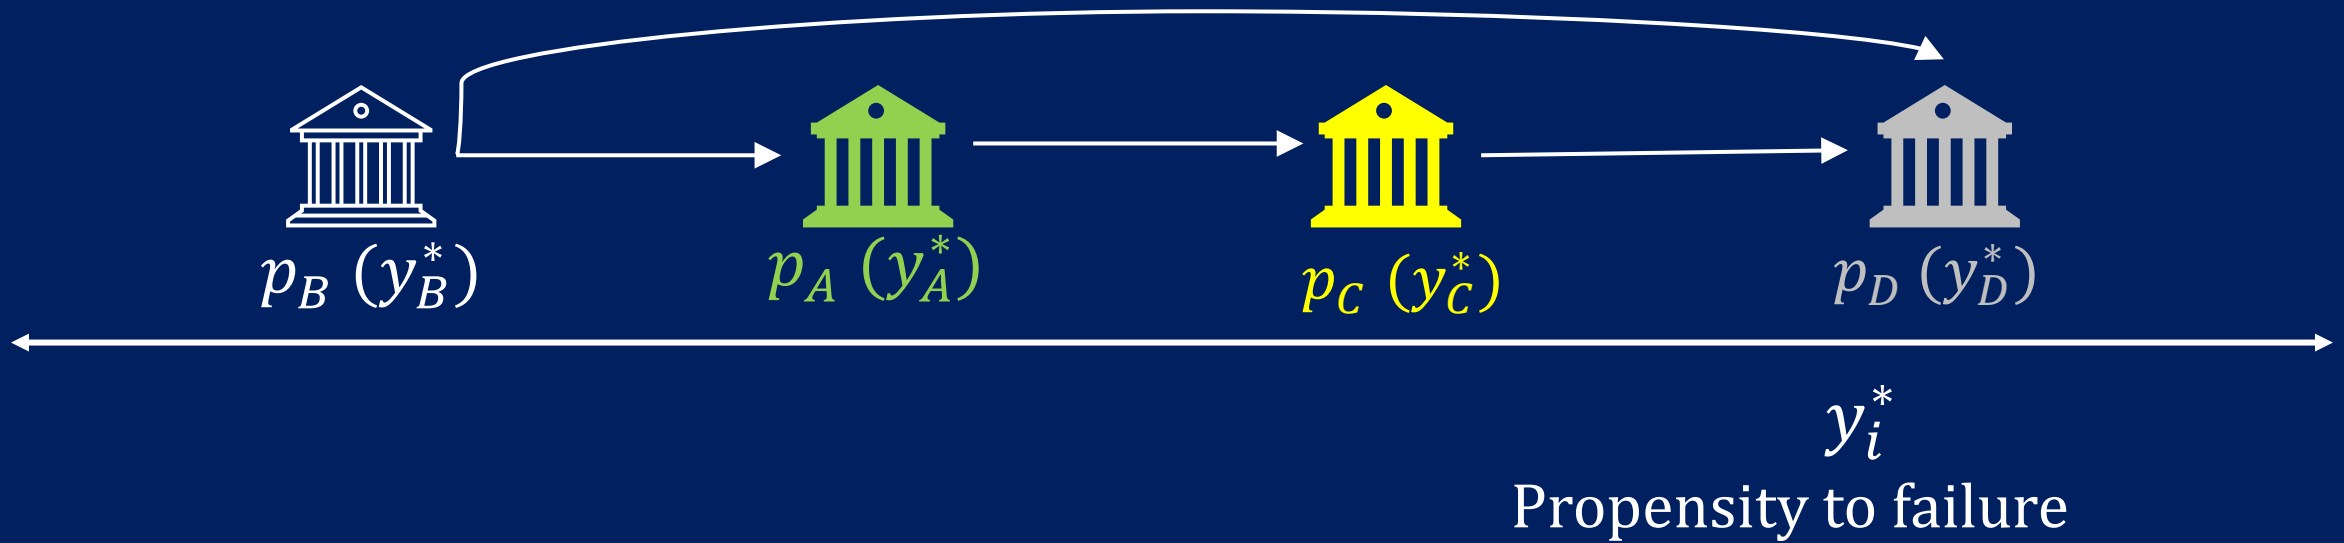 p_B (y_B^*)
p_A (y_A^*)
p_C (y_C^*)
p_D (y_D^*)
y_i^*
Propensity to failure